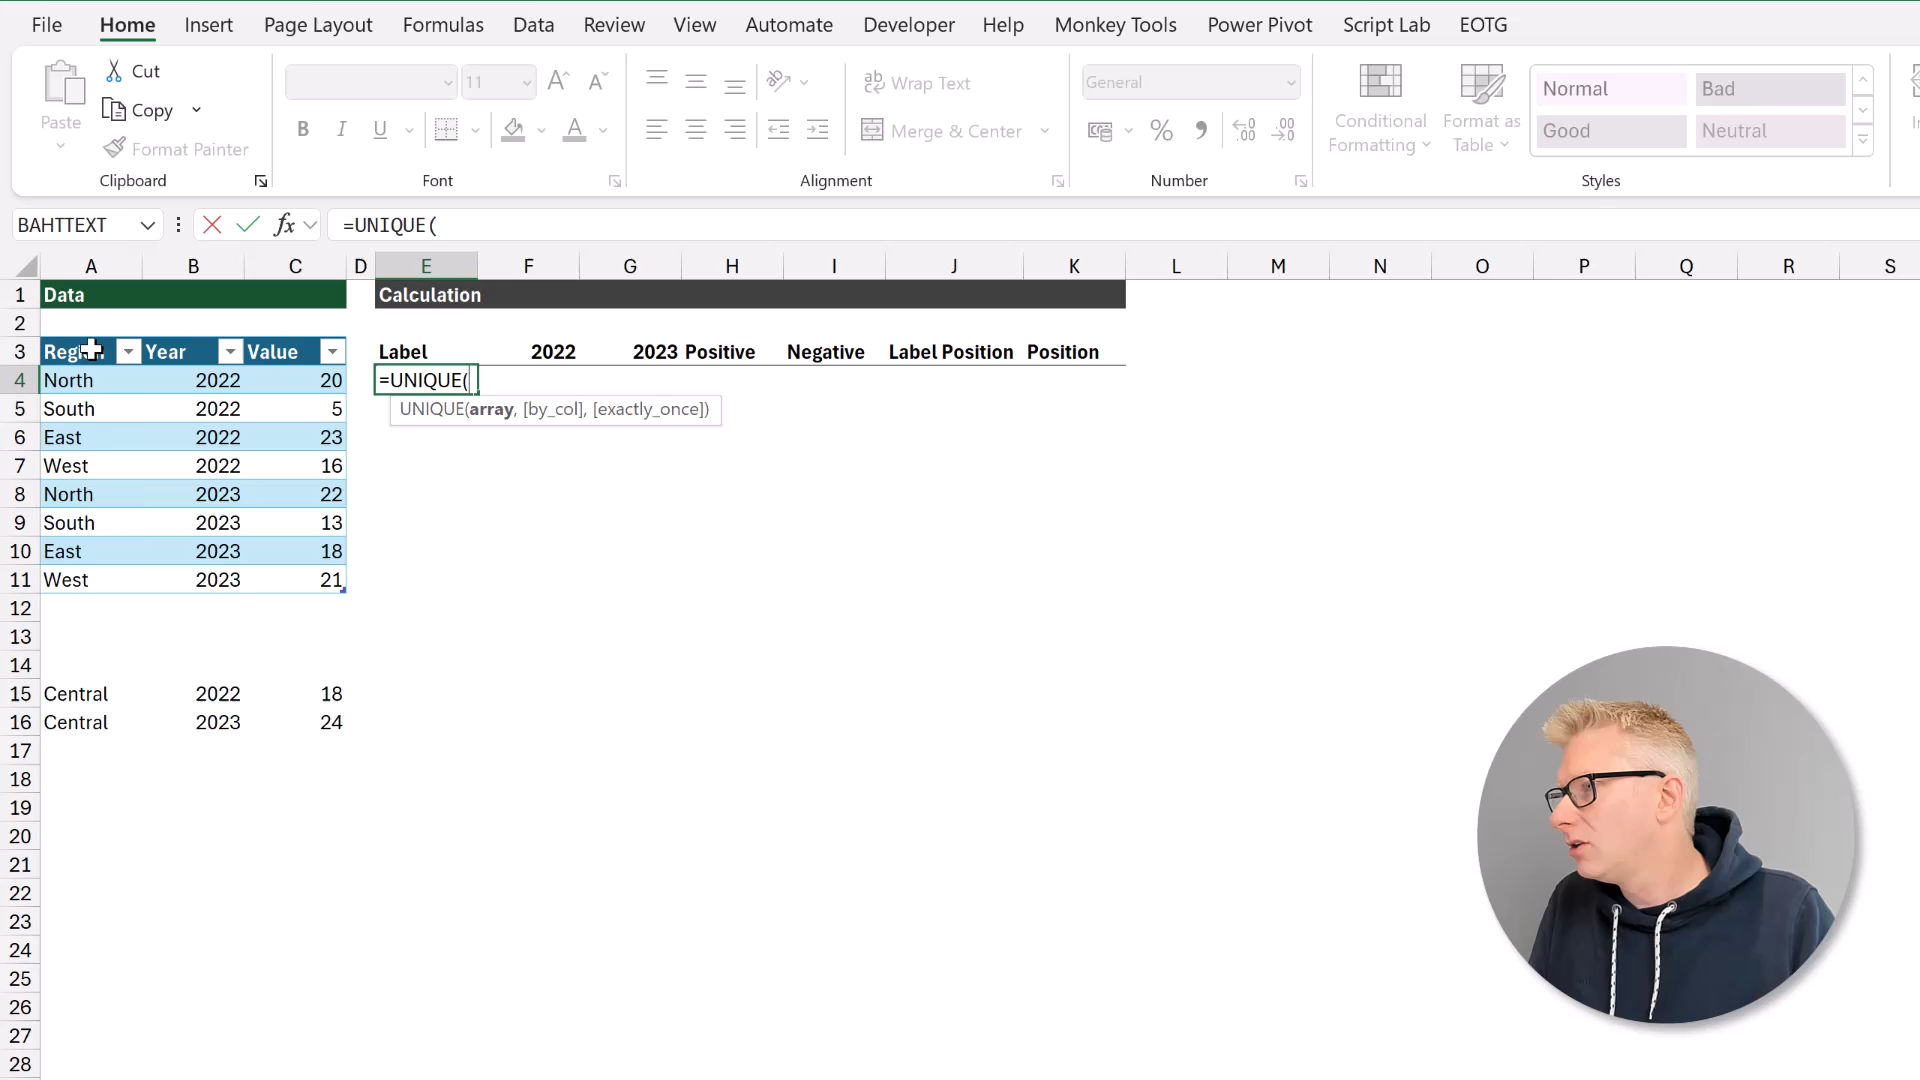 File Home Insert Page Layout Formulas Data Review View Automate Developer Help Monkey Tools Power Pivot Script Lab EOTG
Paste
Cut
Copy
Format Painter
Clipboard
11
B I U
Font
ab Wrap Text
Merge & Center
Alignment
General
Number
Conditional Formatting
Format as Table
Normal Bad
Good Neutral
Styles
BAHTTEXT fx =UNIQUE(
A B C D E F G H I J K L M N O P Q R S
1 Data Calculation
2
3 Region Year Value Label 2022 2023 Positive Negative Label Position Position
4 North 2022 20 =UNIQUE(
UNIQUE(array, [by_col], [exactly_once])
5 South 2022 5
6 East 2022 23
7 West 2022 16
8 North 2023 22
9 South 2023 13
10 East 2023 18
11 West 2023 21
12
13
14
15 Central 2022 18
16 Central 2023 24
17
18
19
20
21
22
23
24
25
26
27
28